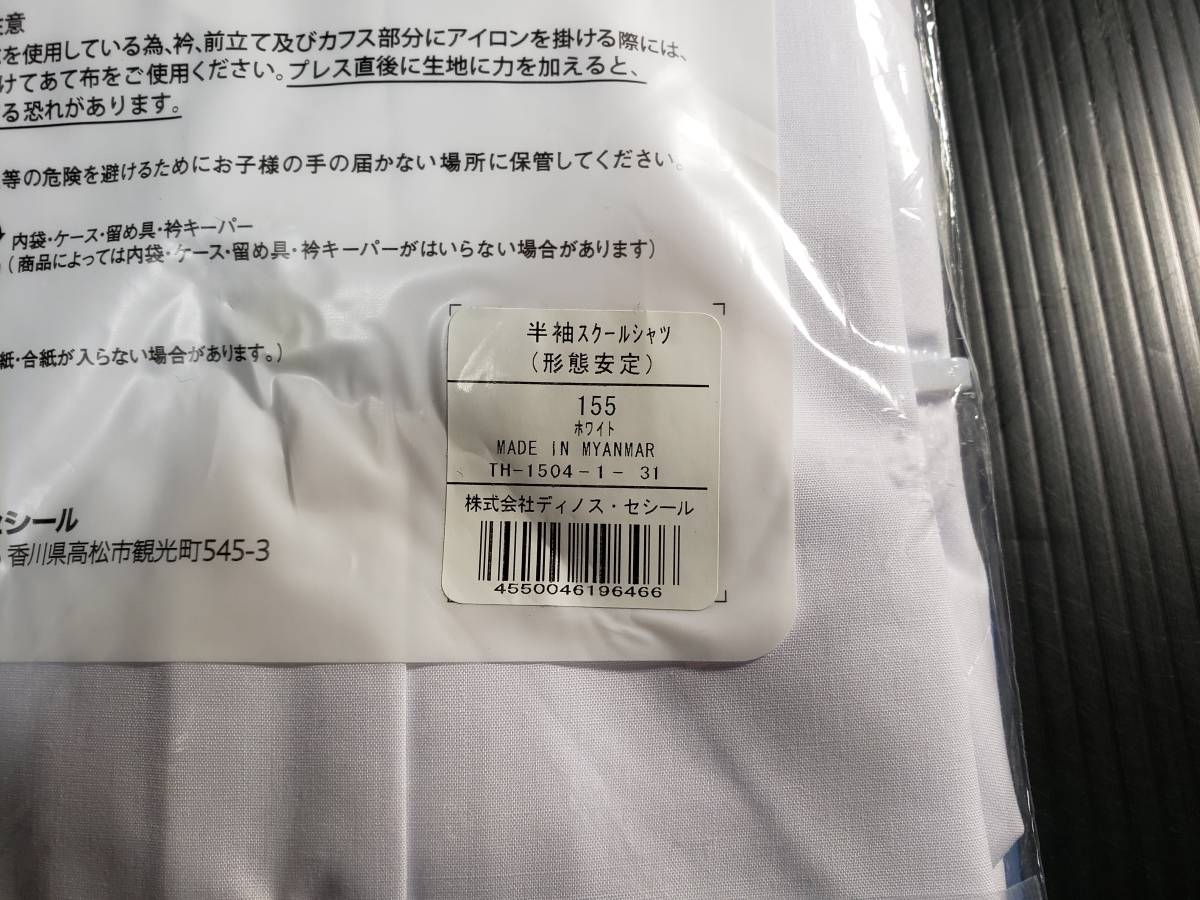 注意
を使用している為、衿、前立て及びカフス部分にアイロンを掛ける際には、
けてあて布をご使用ください。プレス直後に生地に力を加えると、
る恐れがあります。
等の危険を避けるためにお子様の手の届かない場所に保管してください。
内袋・ケース・留め具・衿キーパー
(商品によっては内袋・ケース・留め具・衿キーパーがはいらない場合があります)
紙・合紙が入らない場合があります。)
セシール
香川県高松市観光町545-3
半袖スクールシャツ
(形態安定)
155
ホワイト
MADE IN MYANMAR
TH-1504-1- 31
株式会社ディノス・セシール
4550046196466